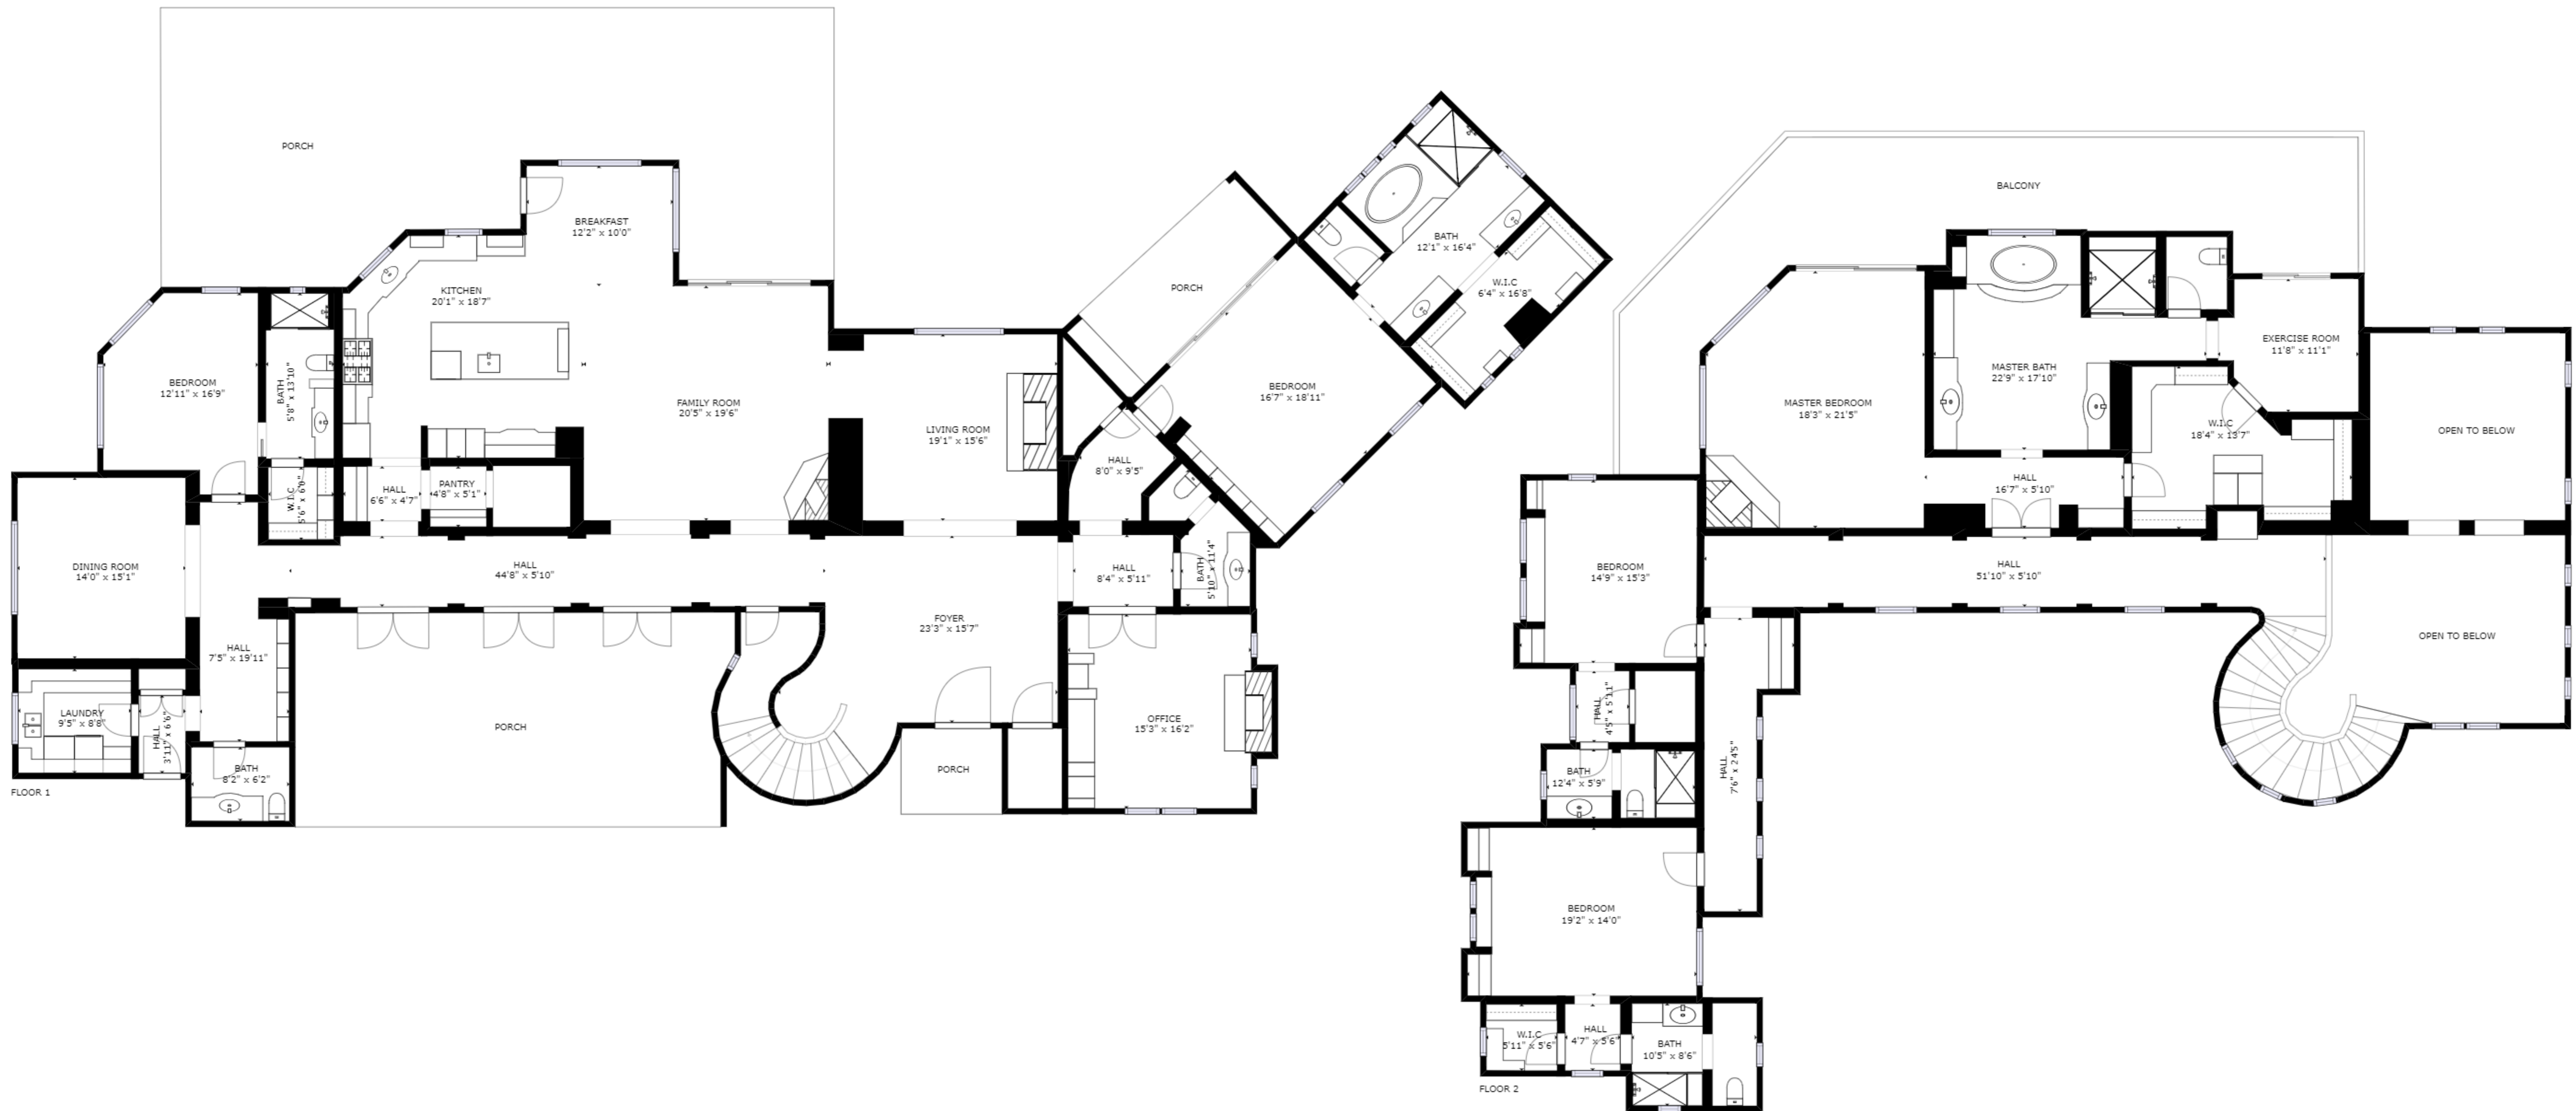 PORCH
BREAKFAST
12'2" x 10'0"
KITCHEN
20'1" x 18'7"
BEDROOM
12'11" x 16'9"
BATH
5'8" x 13'10"
FAMILY ROOM
20'5" x 19'6"
LIVING ROOM
19'1" x 15'6"
PORCH
BATH
12'1" x 16'4"
W.I.C
6'4" x 16'8"
BEDROOM
16'7" x 18'11"
HALL
8'0" x 9'5"
HALL
6'6" x 4'7"
PANTRY
4'8" x 5'1"
W.I.C
5'6" x 6'0"
DINING ROOM
14'0" x 15'1"
HALL
44'8" x 5'10"
HALL
8'4" x 5'11"
BATH
5'10" x 11'4"
FOYER
23'3" x 15'7"
HALL
7'5" x 19'11"
LAUNDRY
9'5" x 8'8"
HALL
3'11" x 6'6"
BATH
8'2" x 6'2"
PORCH
PORCH
OFFICE
15'3" x 16'2"
FLOOR 1
BALCONY
EXERCISE ROOM
11'8" x 11'1"
MASTER BATH
22'9" x 17'10"
MASTER BEDROOM
18'3" x 21'5"
W.I.C
18'4" x 13'7"
OPEN TO BELOW
HALL
16'7" x 5'10"
BEDROOM
14'9" x 15'3"
HALL
51'10" x 5'10"
OPEN TO BELOW
HALL
4'5" x 5'11"
HALL
7'6" x 24'5"
BATH
12'4" x 5'9"
BEDROOM
19'2" x 14'0"
W.I.C
5'11" x 5'6"
HALL
4'7" x 5'6"
BATH
10'5" x 8'6"
FLOOR 2